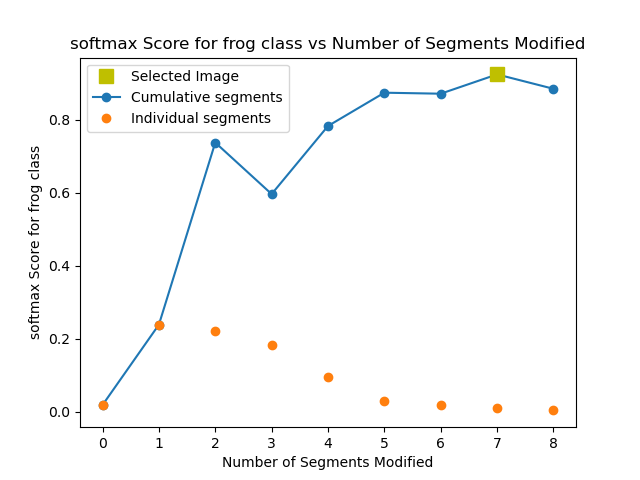 softmax Score for frog class vs Number of Segments Modified
Selected Image
Cumulative segments
Individual segments
softmax Score for frog class
0.8
0.6
0.4
0.2
0.0
0 1 2 3 4 5 6 7 8
Number of Segments Modified